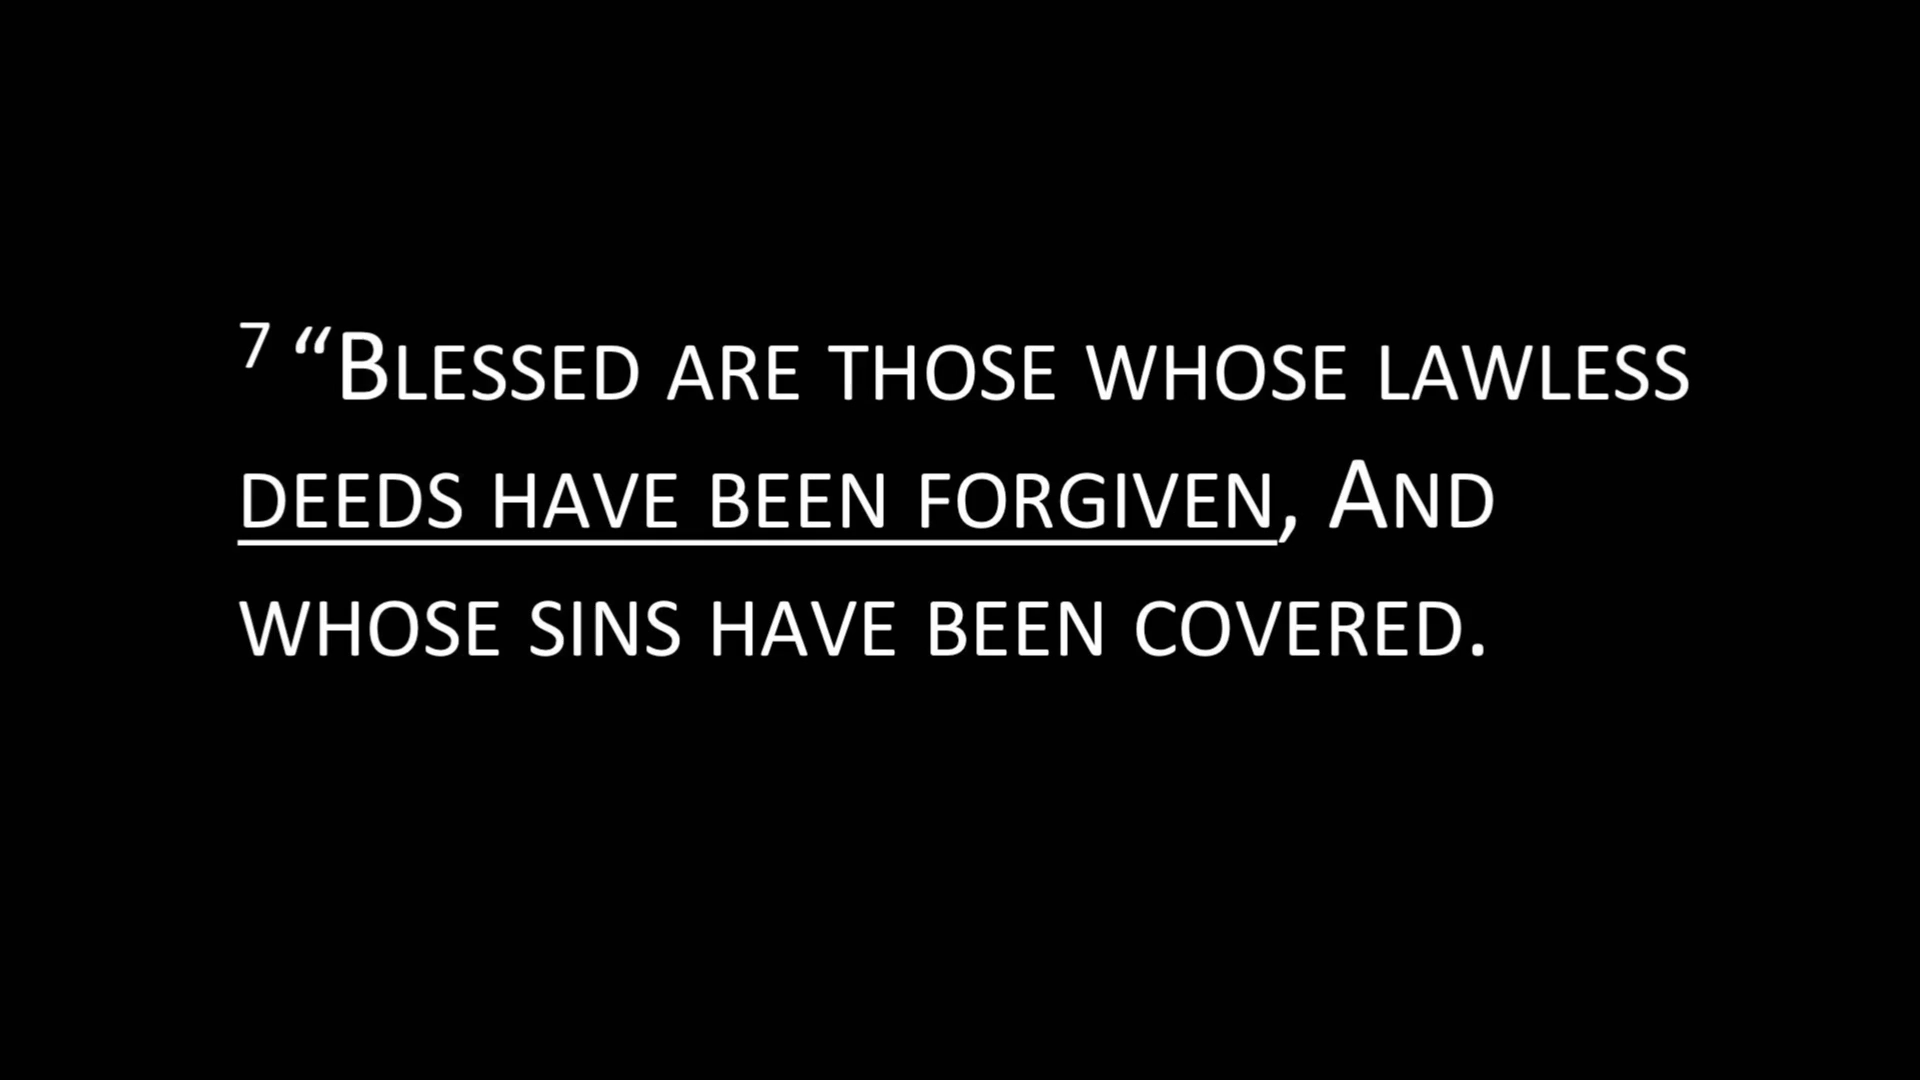 7 “BLESSED ARE THOSE WHOSE LAWLESS
DEEDS HAVE BEEN FORGIVEN, AND
WHOSE SINS HAVE BEEN COVERED.